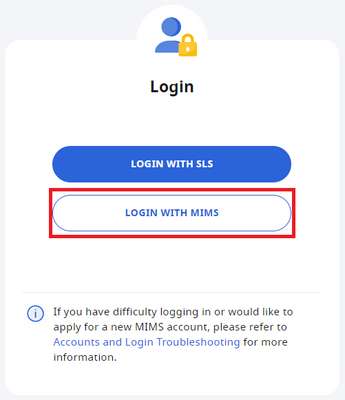 Login
LOGIN WITH SLS
LOGIN WITH MIMS
i
If you have difficulty logging in or would like to
apply for a new MIMS account, please refer to
Accounts and Login Troubleshooting for more
information.